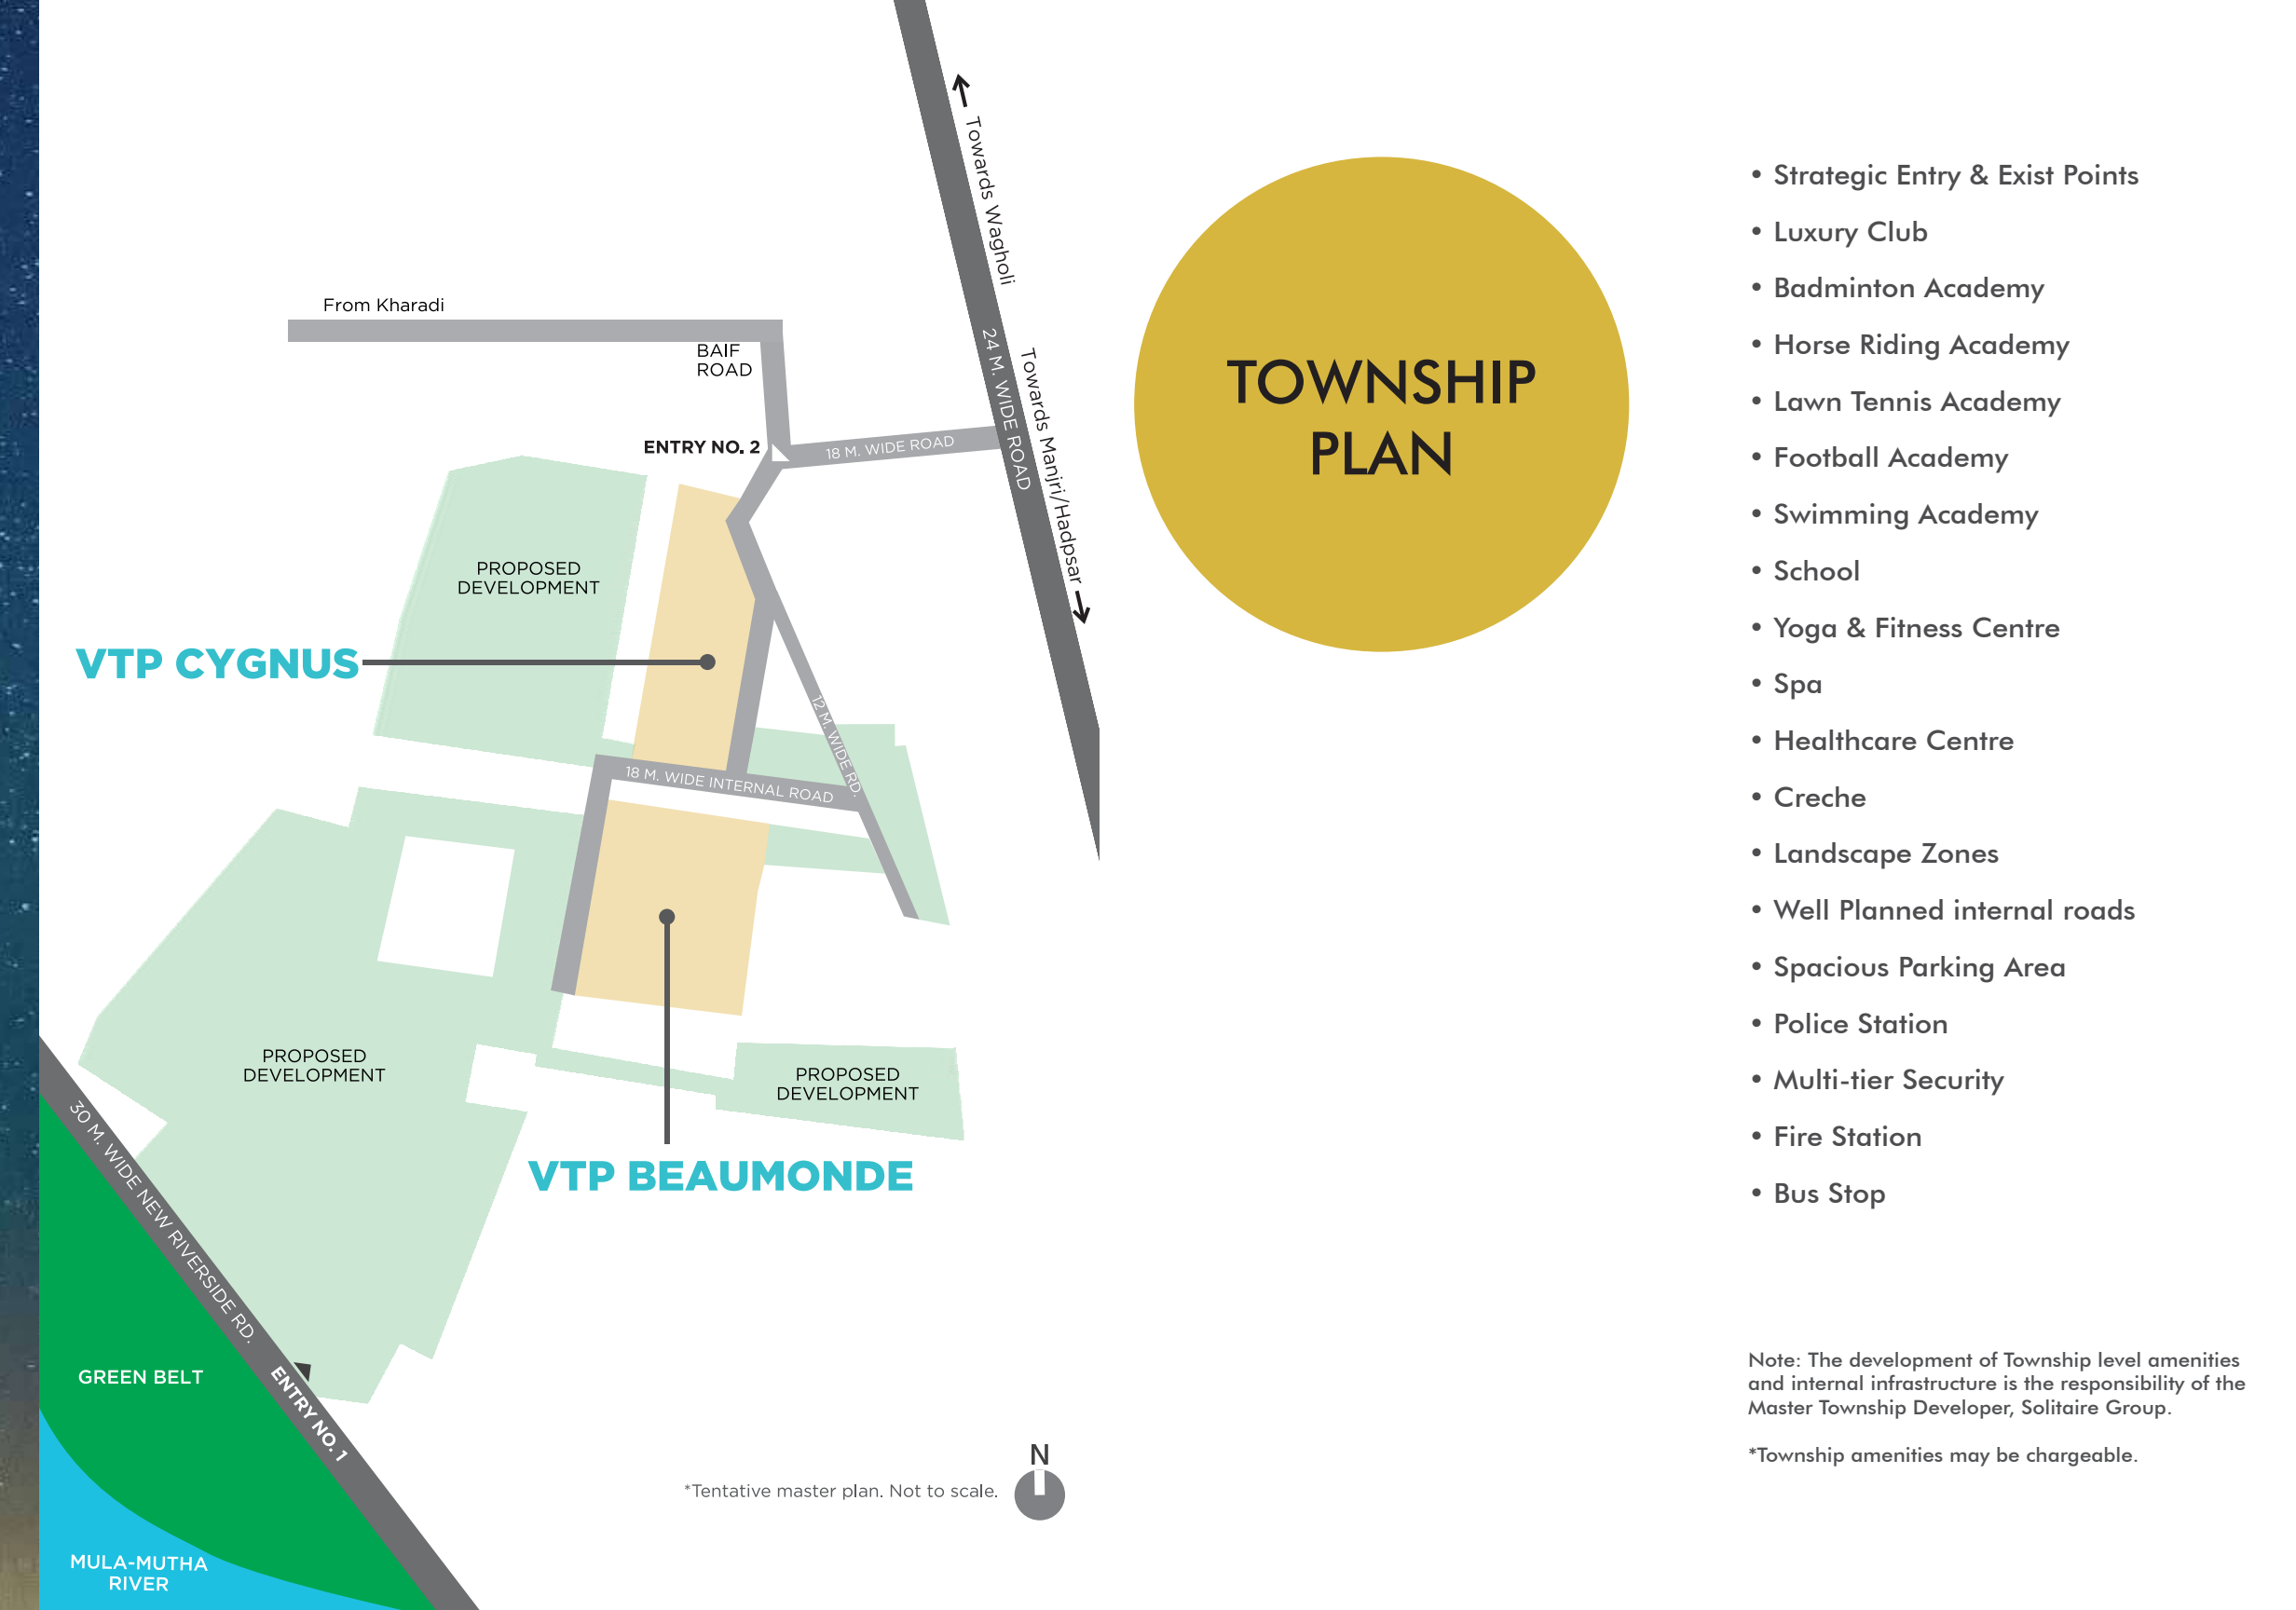 Towards Wagholi
From Kharadi
BAIF
ROAD
24 M. WIDE ROAD
Towards Manjri/Hadpsar
ENTRY NO. 2
18 M. WIDE ROAD
PROPOSED
DEVELOPMENT
VTP CYGNUS
12 M. WIDE RD.
18 M. WIDE INTERNAL ROAD
PROPOSED
DEVELOPMENT
PROPOSED
DEVELOPMENT
VTP BEAUMONDE
30 M. WIDE NEW RIVERSIDE RD.
ENTRY NO. 1
GREEN BELT
MULA-MUTHA
RIVER
*Tentative master plan. Not to scale.
N
TOWNSHIP
PLAN
• Strategic Entry & Exist Points
• Luxury Club
• Badminton Academy
• Horse Riding Academy
• Lawn Tennis Academy
• Football Academy
• Swimming Academy
• School
• Yoga & Fitness Centre
• Spa
• Healthcare Centre
• Creche
• Landscape Zones
• Well Planned internal roads
• Spacious Parking Area
• Police Station
• Multi-tier Security
• Fire Station
• Bus Stop
Note: The development of Township level amenities
and internal infrastructure is the responsibility of the
Master Township Developer, Solitaire Group.
*Township amenities may be chargeable.